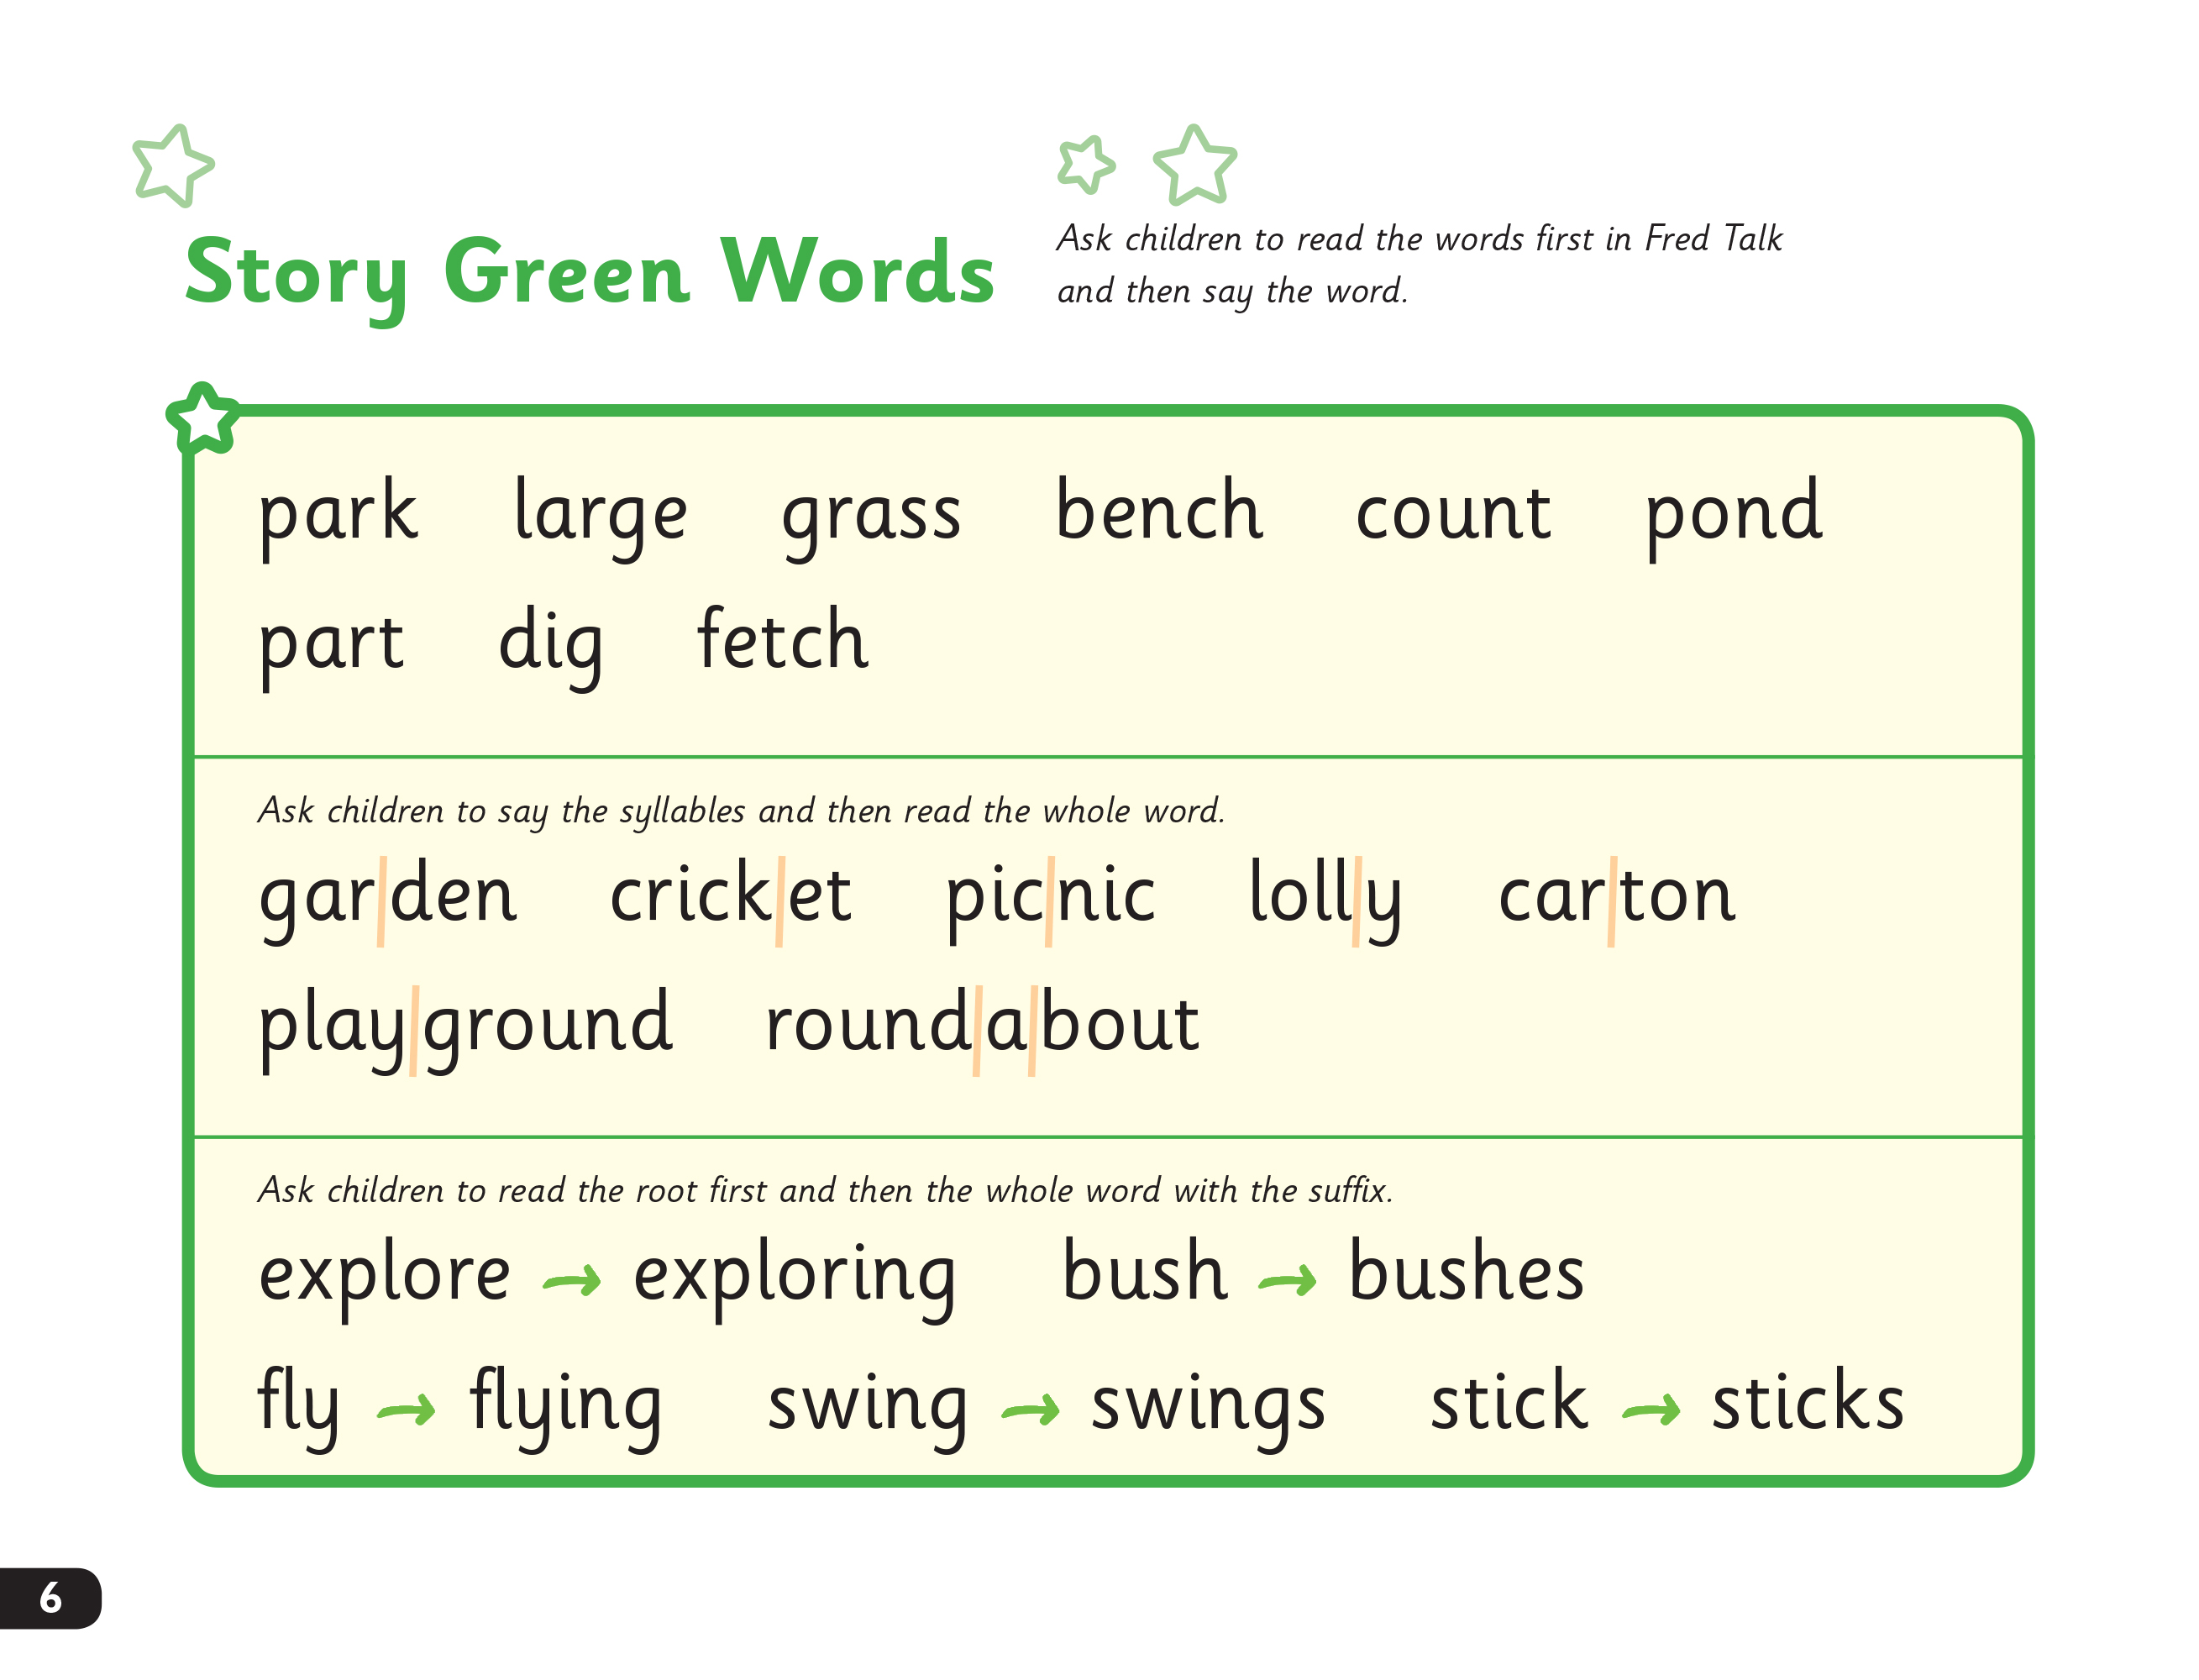 Story Green Words
Ask children to read the words first in Fred Talk
and then say the word.
park large grass bench count pond
part dig fetch
Ask children to say the syllables and then read the whole word.
gar|den crick|et pic|nic loll|y car|ton
play|ground round|a|bout
Ask children to read the root first and then the whole word with the suffix.
explore → exploring bush → bushes
fly → flying swing → swings stick → sticks
6